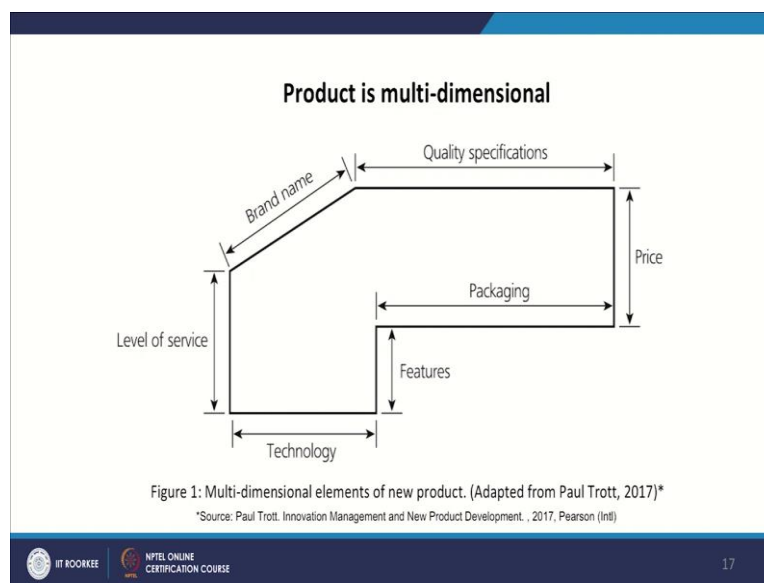 Product is multi-dimensional
Quality specifications
Brand name
Price
Packaging
Level of service
Features
Technology
Figure 1: Multi-dimensional elements of new product. (Adapted from Paul Trott, 2017)*
*Source: Paul Trott. Innovation Management and New Product Development. , 2017, Pearson (Intl)
IIT ROORKEE
NPTEL ONLINE
CERTIFICATION COURSE
17